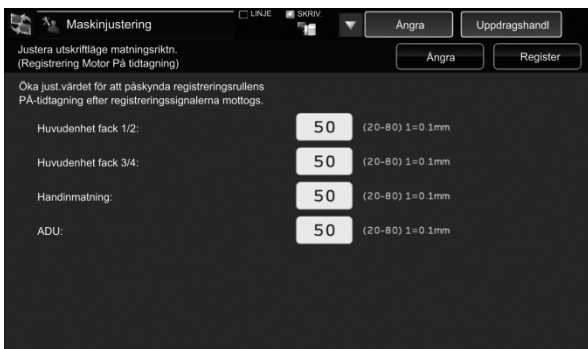 Maskinjustering
LINJE
SKRIV.
Ångra
Uppdragshandl
Justera utskriftläge matningsriktn.
(Registrering Motor På tidtagning)
Ångra
Register
Öka just.värdet för att påskynda registreringsrullens
PÅ-tidtagning efter registreringssignalerna mottogs.
Huvudenhet fack 1/2: 50 (20-80) 1=0.1mm
Huvudenhet fack 3/4: 50 (20-80) 1=0.1mm
Handinmatning: 50 (20-80) 1=0.1mm
ADU: 50 (20-80) 1=0.1mm